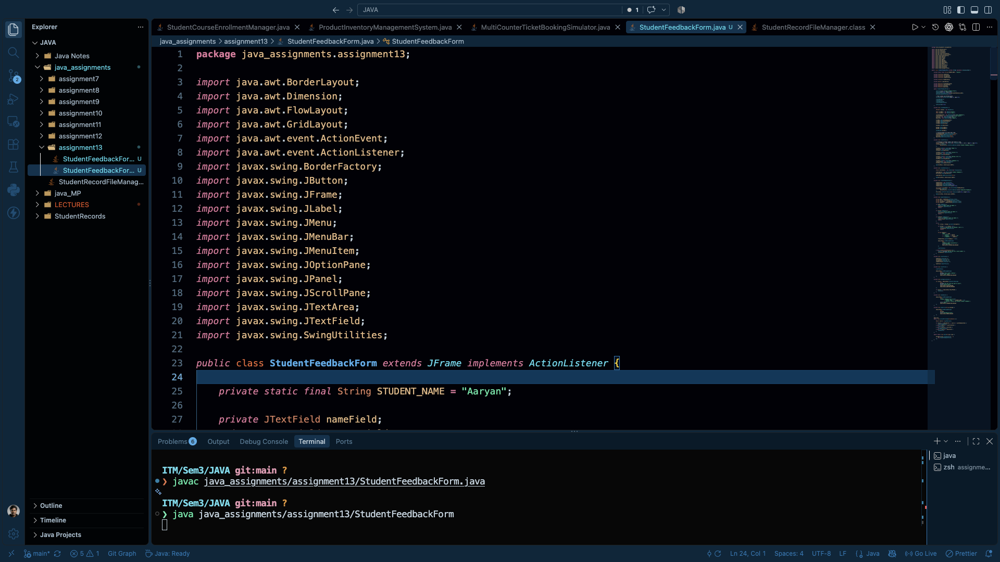 JAVA
1
Explorer
StudentCourseEnrollmentManager.java
ProductInventoryManagementSystem.java
MultiCounterTicketBookingSimulator.java
StudentFeedbackForm.java U
StudentRecordFileManager.class
java_assignments > assignment13 > StudentFeedbackForm.java > StudentFeedbackForm
JAVA
Java Notes
java_assignments
assignment7
assignment8
assignment9
assignment10
assignment11
assignment12
assignment13
StudentFeedbackFor... U
StudentFeedbackFor... U
StudentRecordFileManag...
java_MP
LECTURES
StudentRecords
2
Outline
Timeline
Java Projects
1 package java_assignments.assignment13;
2
3 import java.awt.BorderLayout;
4 import java.awt.Dimension;
5 import java.awt.FlowLayout;
6 import java.awt.GridLayout;
7 import java.awt.event.ActionEvent;
8 import java.awt.event.ActionListener;
9 import javax.swing.BorderFactory;
10 import javax.swing.JButton;
11 import javax.swing.JFrame;
12 import javax.swing.JLabel;
13 import javax.swing.JMenu;
14 import javax.swing.JMenuBar;
15 import javax.swing.JMenuItem;
16 import javax.swing.JOptionPane;
17 import javax.swing.JPanel;
18 import javax.swing.JScrollPane;
19 import javax.swing.JTextArea;
20 import javax.swing.JTextField;
21 import javax.swing.SwingUtilities;
22
23 public class StudentFeedbackForm extends JFrame implements ActionListener {
24
25 private static final String STUDENT_NAME = "Aaryan";
26
27 private JTextField nameField;
Problems 6 Output Debug Console Terminal Ports
ITM/Sem3/JAVA git:main ?
❯ javac java_assignments/assignment13/StudentFeedbackForm.java
ITM/Sem3/JAVA git:main ?
❯ java java_assignments/assignment13/StudentFeedbackForm
java
zsh assignme...
main* 5 1 Git Graph Java: Ready
Ln 24, Col 1 Spaces: 4 UTF-8 LF Java Go Live Prettier